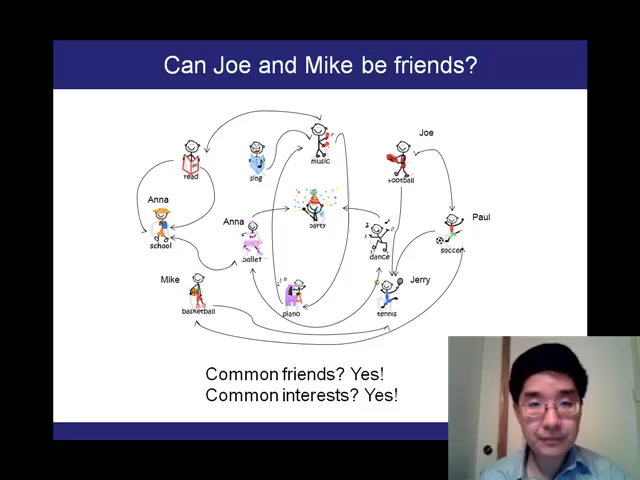 Can Joe and Mike be friends?
Joe
music
read
sing
football
Anna
Anna
Paul
party
school
ballet
dance
soccer
Mike
Jerry
basketball
piano
tennis
Common friends? Yes!
Common interests? Yes!